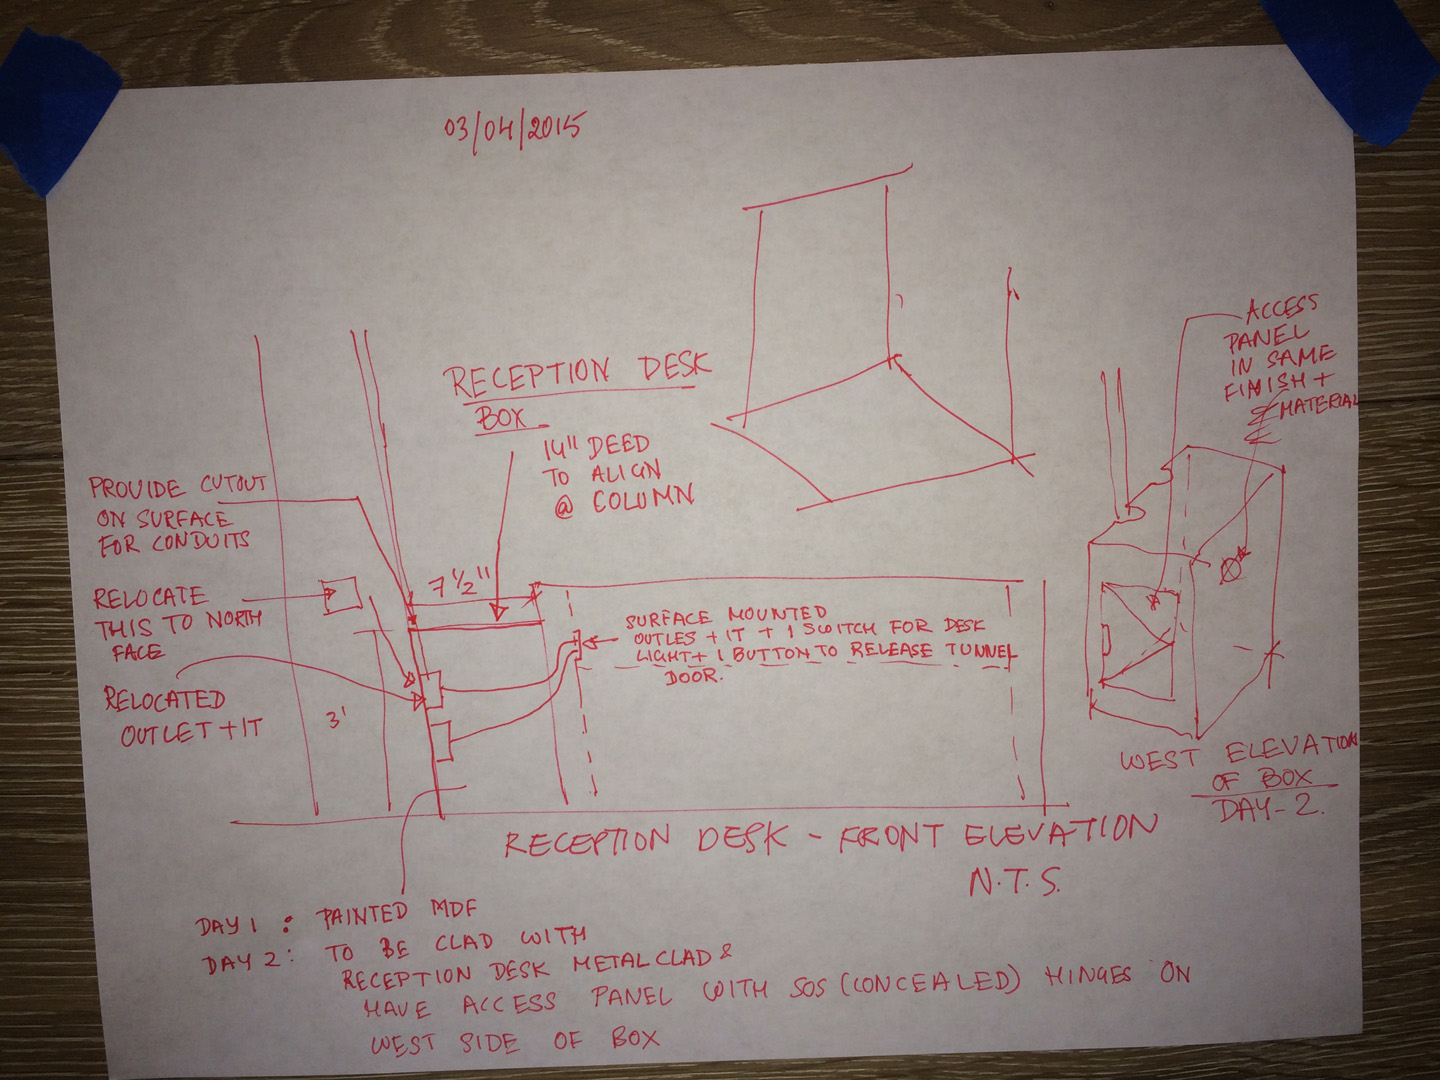 03/04/2015
RECEPTION DESK
BOX
14" DEED
TO ALIGN
@ COLUMN
ACCESS
PANEL
IN SAME
FINISH +
MATERIAL
PROVIDE CUTOUT
ON SURFACE
FOR CONDUITS
7 1/2"
RELOCATE
THIS TO NORTH
FACE
SURFACE MOUNTED
OUTLES + IT + 1 SWITCH FOR DESK
LIGHT + 1 BUTTON TO RELEASE TUNNEL
DOOR.
RELOCATED
OUTLET + IT
3'
WEST ELEVATION
OF BOX
DAY-2.
RECEPTION DESK - FRONT ELEVATION
N.T.S.
DAY 1 : PAINTED MDF
DAY 2 : TO BE CLAD WITH
RECEPTION DESK METAL CLAD &
HAVE ACCESS PANEL WITH SOS (CONCEALED) HINGES ON
WEST SIDE OF BOX